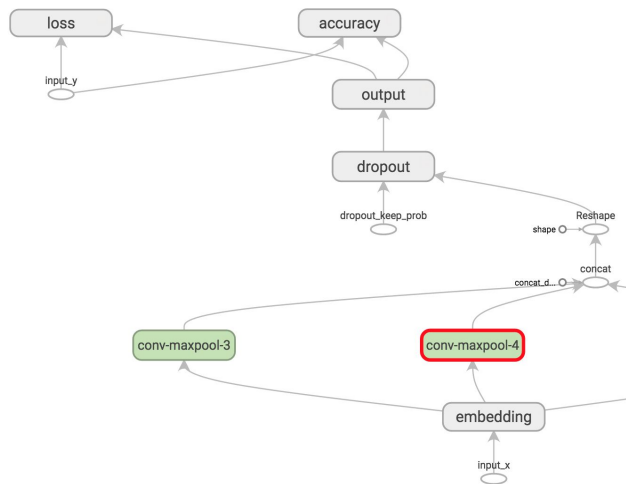 loss
accuracy
input_y
output
dropout
dropout_keep_prob
Reshape
shape
concat
concat_d...
conv-maxpool-3
conv-maxpool-4
embedding
input_x